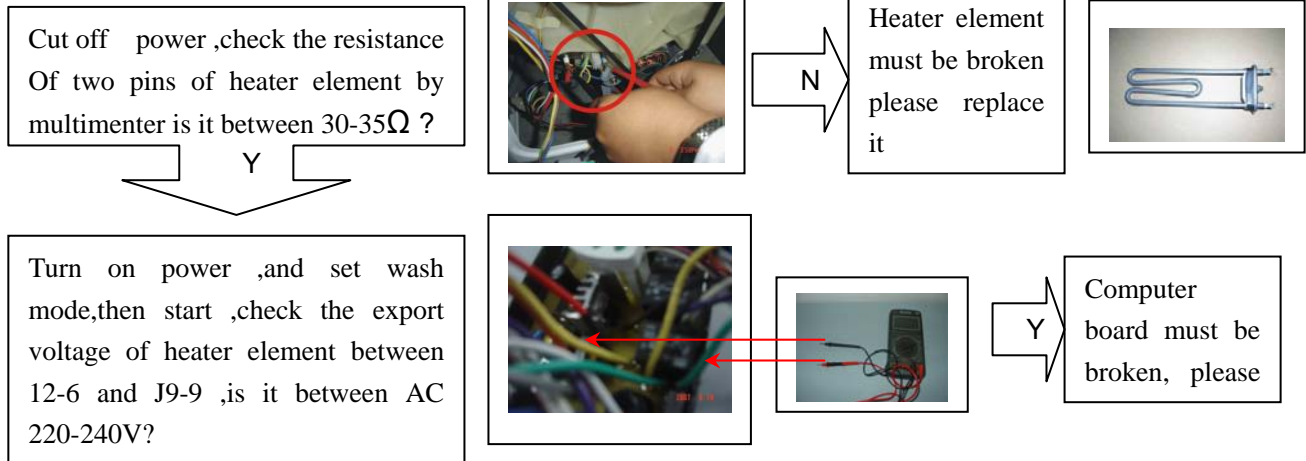 Cut off power ,check the resistance
Of two pins of heater element by
multimenter is it between 30-35Ω ?
Y
N
Heater element
must be broken
please replace
it
Turn on power ,and set wash
mode,then start ,check the export
voltage of heater element between
12-6 and J9-9 ,is it between AC
220-240V?
Y
Computer
board must be
broken, please